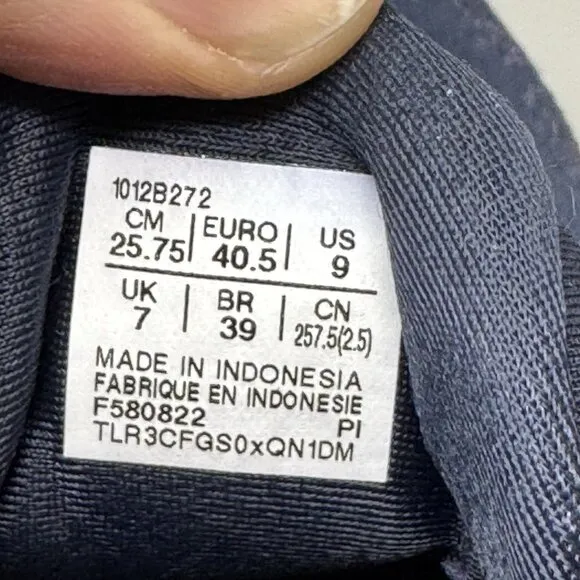 1012B272
CM | EURO | US
25.75 | 40.5 | 9
UK | BR | CN
7 | 39 | 257.5(2.5)
MADE IN INDONESIA
FABRIQUE EN INDONESIE
F580822 PI
TLR3CFGS0xQN1DM